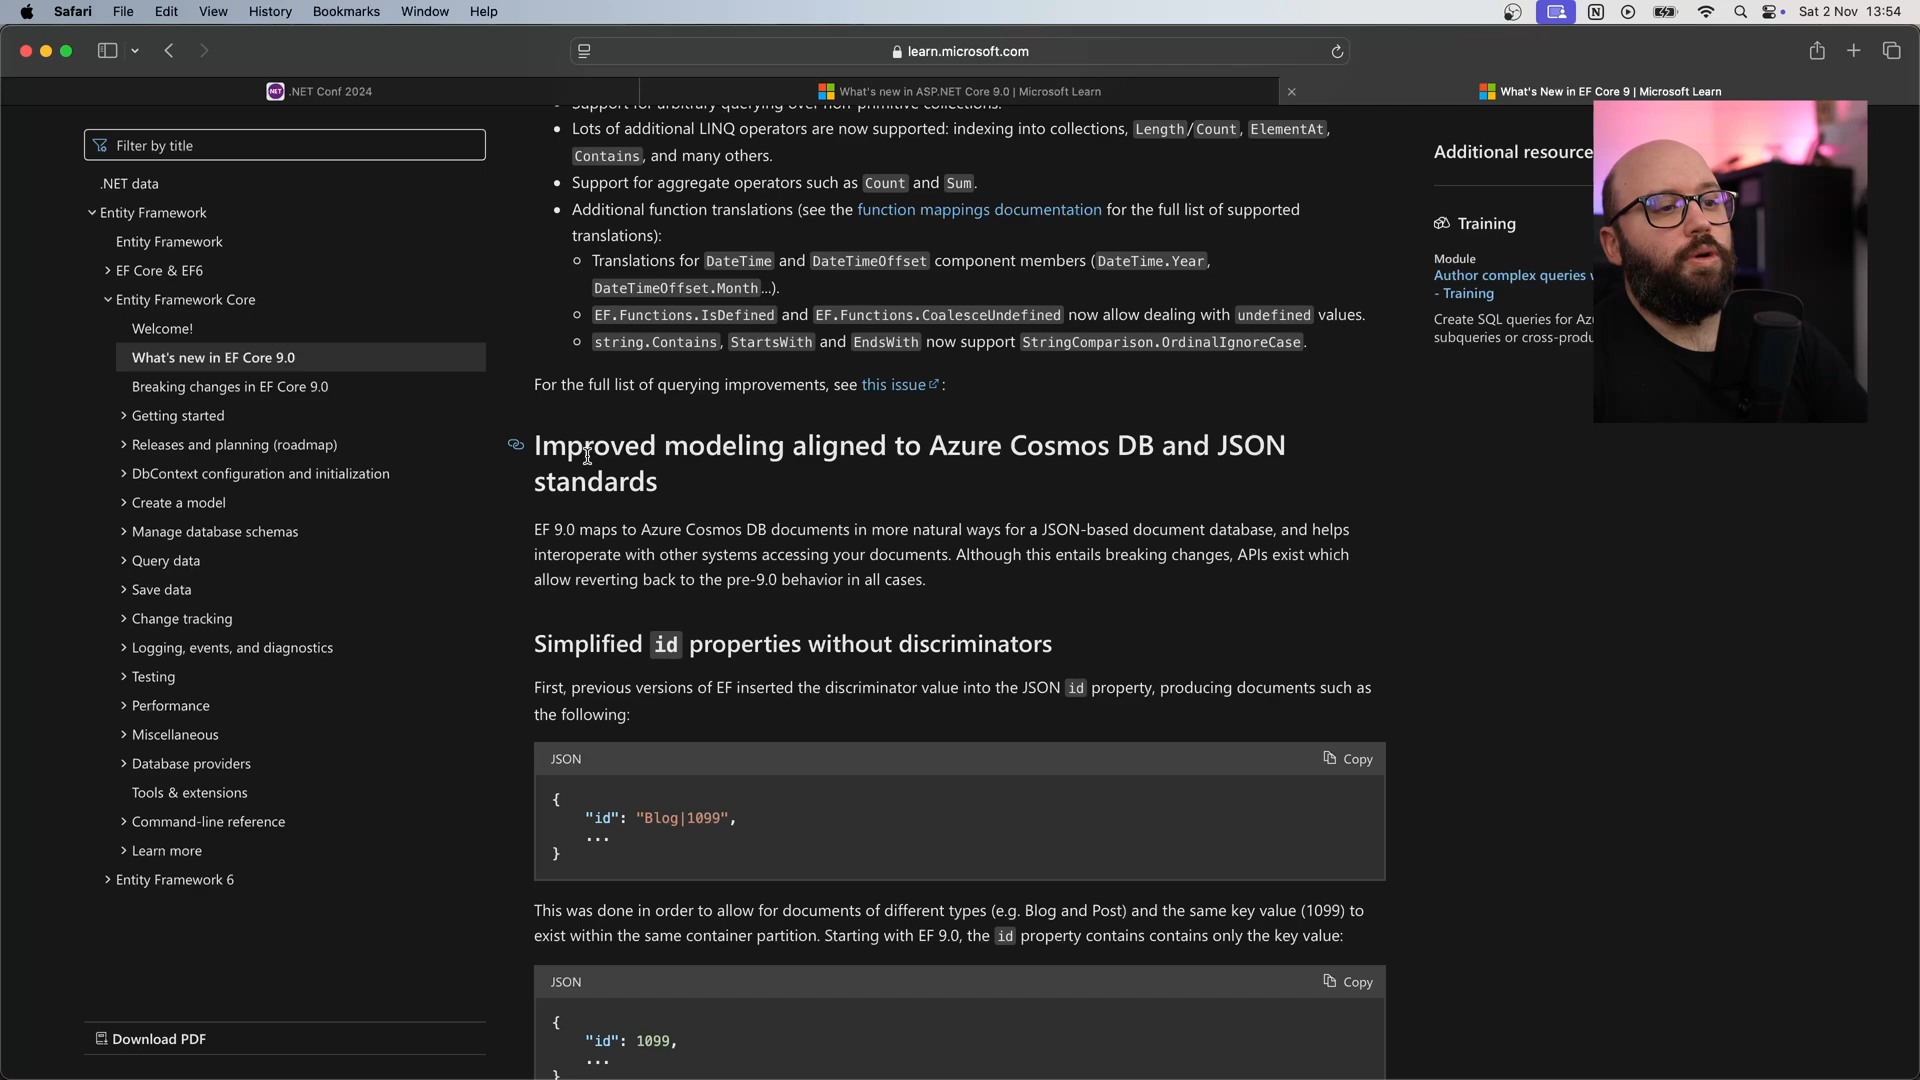 Safari File Edit View History Bookmarks Window Help
Sat 2 Nov 13:54
learn.microsoft.com
.NET Conf 2024
What's new in ASP.NET Core 9.0 | Microsoft Learn
What's New in EF Core 9 | Microsoft Learn
Filter by title
.NET data
Entity Framework
Entity Framework
EF Core & EF6
Entity Framework Core
Welcome!
What's new in EF Core 9.0
Breaking changes in EF Core 9.0
Getting started
Releases and planning (roadmap)
DbContext configuration and initialization
Create a model
Manage database schemas
Query data
Save data
Change tracking
Logging, events, and diagnostics
Testing
Performance
Miscellaneous
Database providers
Tools & extensions
Command-line reference
Learn more
Entity Framework 6
Download PDF
Support for arbitrary querying over non-primitive collections.
Lots of additional LINQ operators are now supported: indexing into collections, Length/Count, ElementAt,
Contains, and many others.
Support for aggregate operators such as Count and Sum.
Additional function translations (see the function mappings documentation for the full list of supported
translations):
Translations for DateTime and DateTimeOffset component members (DateTime.Year,
DateTimeOffset.Month...).
EF.Functions.IsDefined and EF.Functions.CoalesceUndefined now allow dealing with undefined values.
string.Contains, StartsWith and EndsWith now support StringComparison.OrdinalIgnoreCase.
For the full list of querying improvements, see this issue:
Improved modeling aligned to Azure Cosmos DB and JSON
standards
EF 9.0 maps to Azure Cosmos DB documents in more natural ways for a JSON-based document database, and helps
interoperate with other systems accessing your documents. Although this entails breaking changes, APIs exist which
allow reverting back to the pre-9.0 behavior in all cases.
Simplified id properties without discriminators
First, previous versions of EF inserted the discriminator value into the JSON id property, producing documents such as
the following:
JSON Copy
{
"id": "Blog|1099",
...
}
This was done in order to allow for documents of different types (e.g. Blog and Post) and the same key value (1099) to
exist within the same container partition. Starting with EF 9.0, the id property contains contains only the key value:
JSON Copy
{
"id": 1099,
...
}
Additional resource
Training
Module
Author complex queries
- Training
Create SQL queries for Az
subqueries or cross-produ